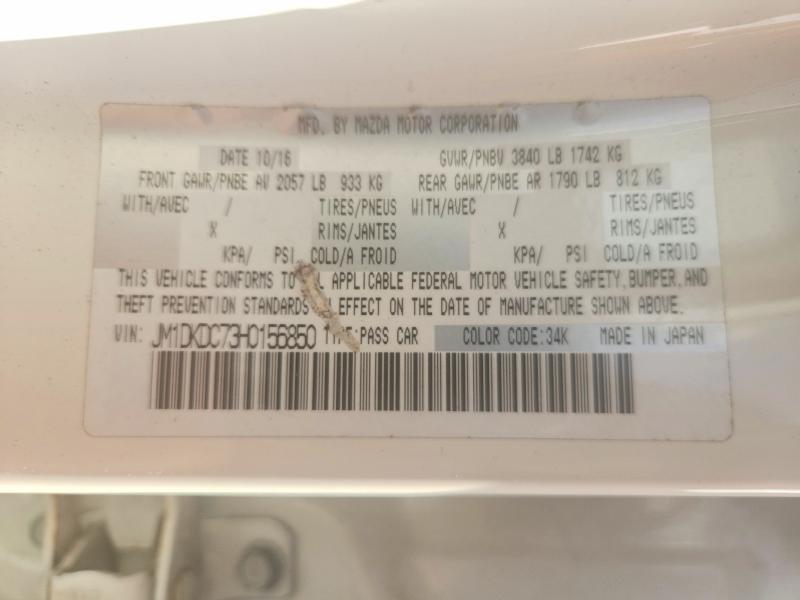 MFD. BY MAZDA MOTOR CORPORATION
DATE 10/16 GVWR/PNBV 3840 LB 1742 KG
FRONT GAWR/PNBE AV 2057 LB 933 KG REAR GAWR/PNBE AR 1790 LB 812 KG
WITH/AVEC / TIRES/PNEUS WITH/AVEC / TIRES/PNEUS
X RIMS/JANTES X RIMS/JANTES
KPA/ PSI COLD/A FROID KPA/ PSI COLD/A FROID
THIS VEHICLE CONFORMS TO APPLICABLE FEDERAL MOTOR VEHICLE SAFETY, BUMPER, AND
THEFT PREVENTION STANDARDS IN EFFECT ON THE DATE OF MANUFACTURE SHOWN ABOVE.
VIN: JM1DKDC73H0156850 TYPE:PASS CAR COLOR CODE:34K MADE IN JAPAN